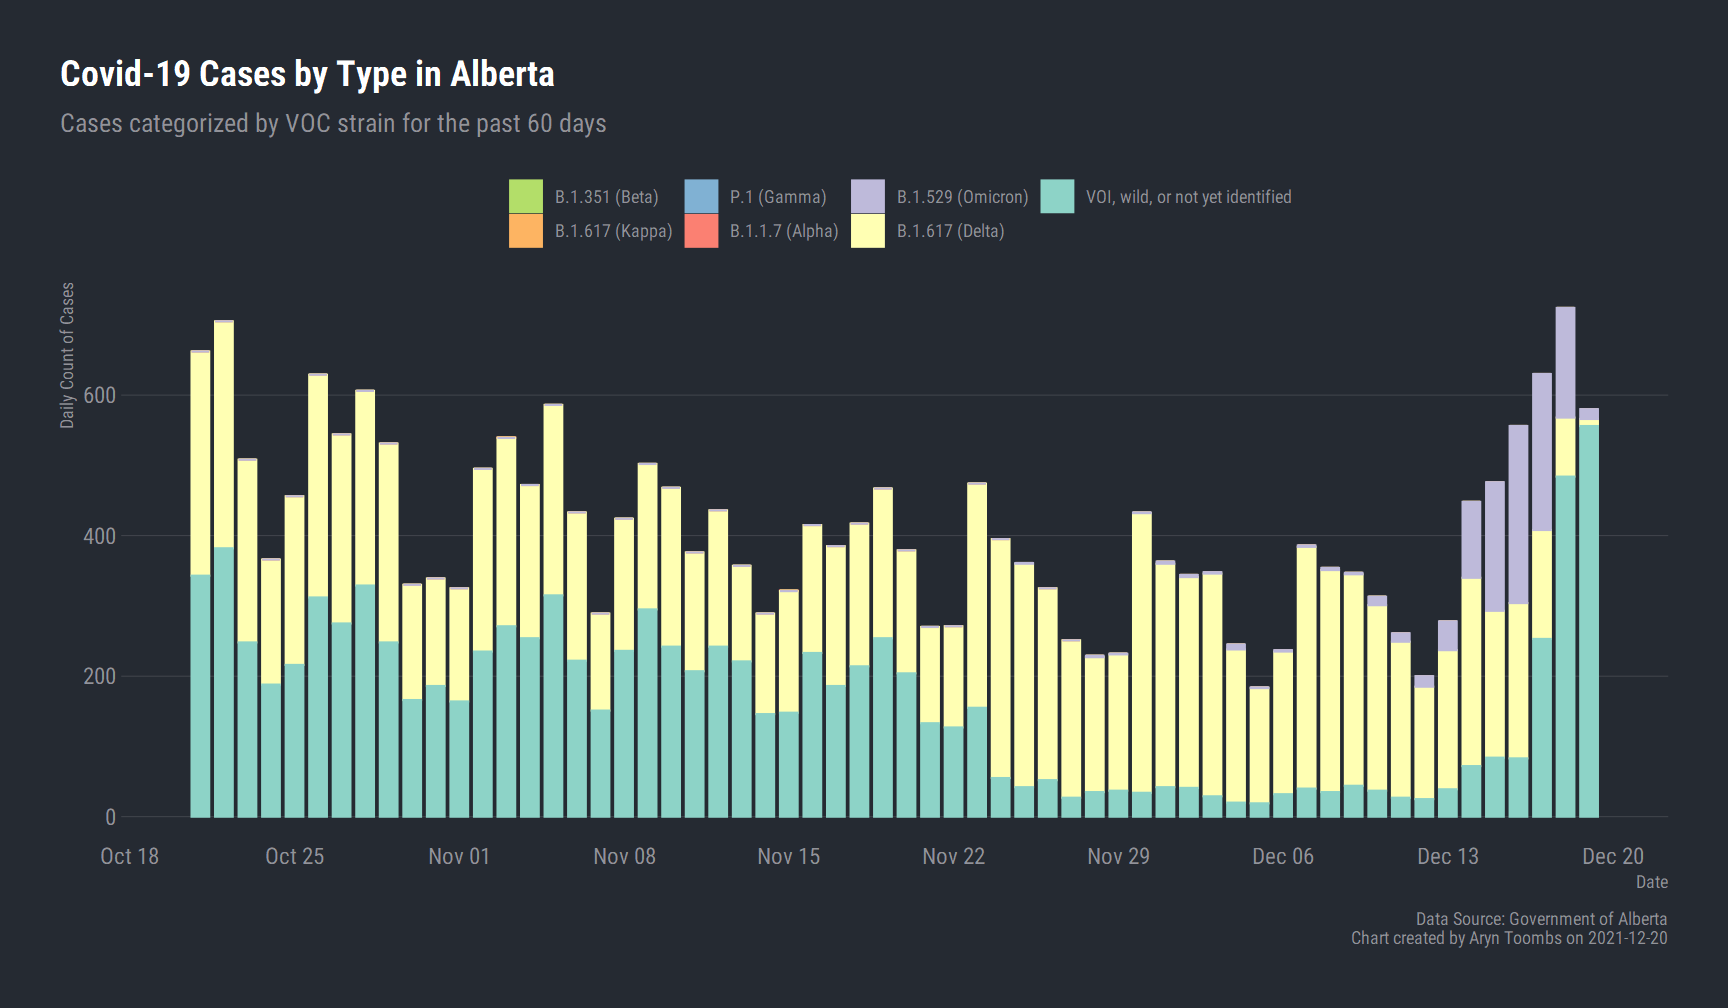 Covid-19 Cases by Type in Alberta
Cases categorized by VOC strain for the past 60 days
B.1.351 (Beta) P.1 (Gamma) B.1.529 (Omicron) VOI, wild, or not yet identified
B.1.617 (Kappa) B.1.1.7 (Alpha) B.1.617 (Delta)
Daily Count of Cases
600
400
200
0
Oct 18 Oct 25 Nov 01 Nov 08 Nov 15 Nov 22 Nov 29 Dec 06 Dec 13 Dec 20
Date
Data Source: Government of Alberta
Chart created by Aryn Toombs on 2021-12-20